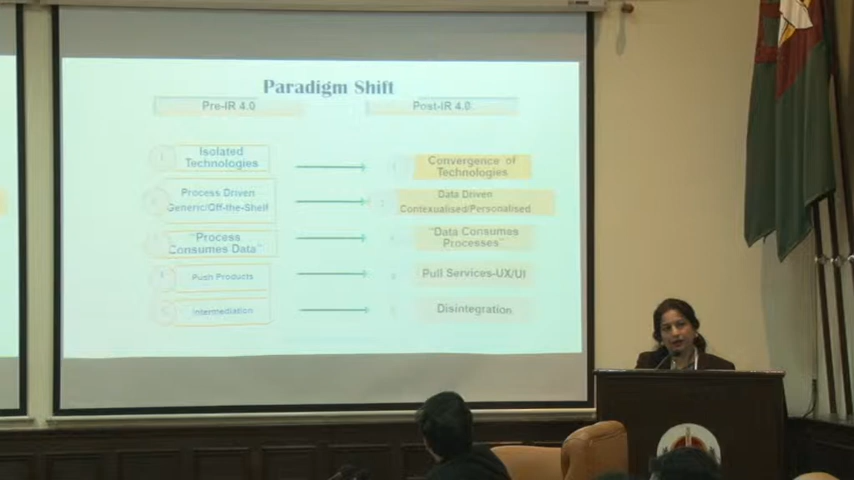 Paradigm Shift
Pre-IR 4.0
Post-IR 4.0
Isolated
Technologies
Convergence of
Technologies
Process Driven
Generic/Off-the-Shelf
Data Driven
Contexualised/Personalised
"Process
Consumes Data"
"Data Consumes
Processes"
Push Products
Pull Services-UX/UI
Intermediation
Disintegration